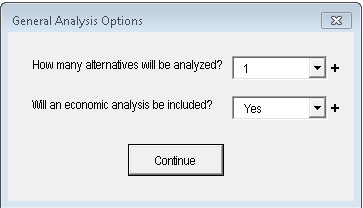 General Analysis Options
How many alternatives will be analyzed? 1 +
Will an economic analysis be included? Yes +
Continue